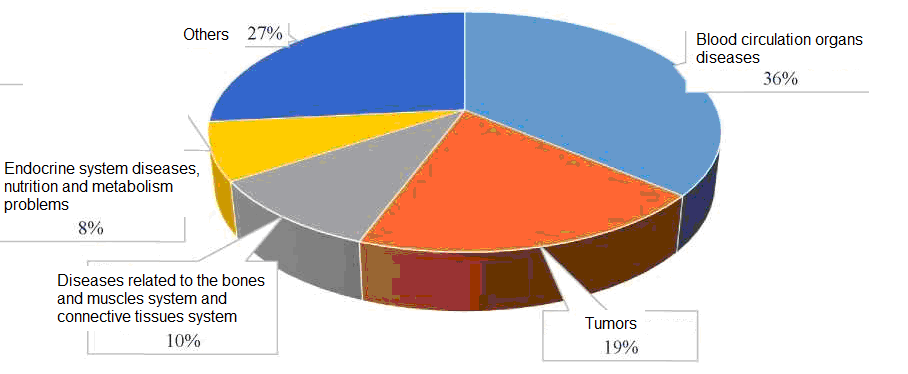 Others 27%
Blood circulation organs
diseases
36%
Endocrine system diseases,
nutrition and metabolism
problems
8%
Diseases related to the bones
and muscles system and
connective tissues system
10%
Tumors
19%